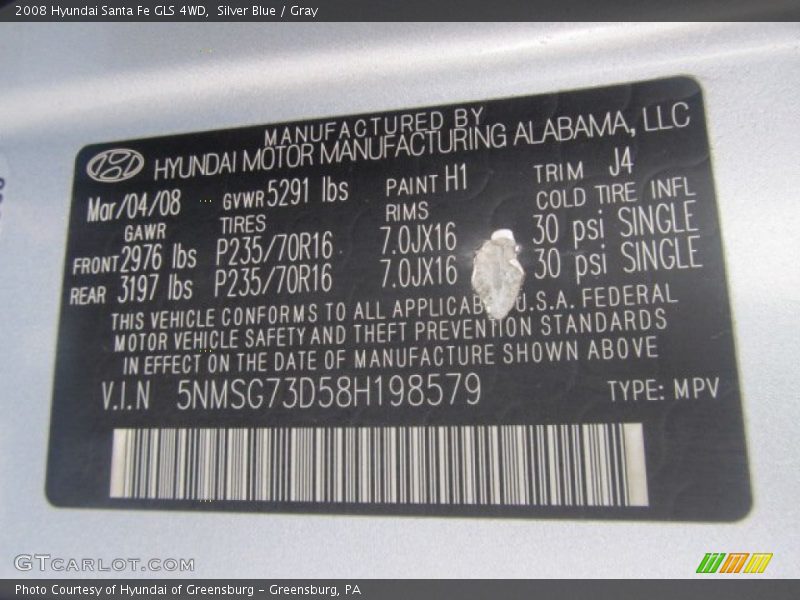 2008 Hyundai Santa Fe GLS 4WD, Silver Blue / Gray
MANUFACTURED BY
HYUNDAI MOTOR MANUFACTURING ALABAMA, LLC
Mar/04/08 GVWR 5291 lbs PAINT H1 TRIM J4
GAWR TIRES RIMS COLD TIRE INFL
FRONT 2976 lbs P235/70R16 7.0JX16 30 psi SINGLE
REAR 3197 lbs P235/70R16 7.0JX16 30 psi SINGLE
THIS VEHICLE CONFORMS TO ALL APPLICAB U.S.A. FEDERAL
MOTOR VEHICLE SAFETY AND THEFT PREVENTION STANDARDS
IN EFFECT ON THE DATE OF MANUFACTURE SHOWN ABOVE
V.I.N 5NMSG73D58H198579 TYPE: MPV
GTCARLOT.COM
Photo Courtesy of Hyundai of Greensburg - Greensburg, PA